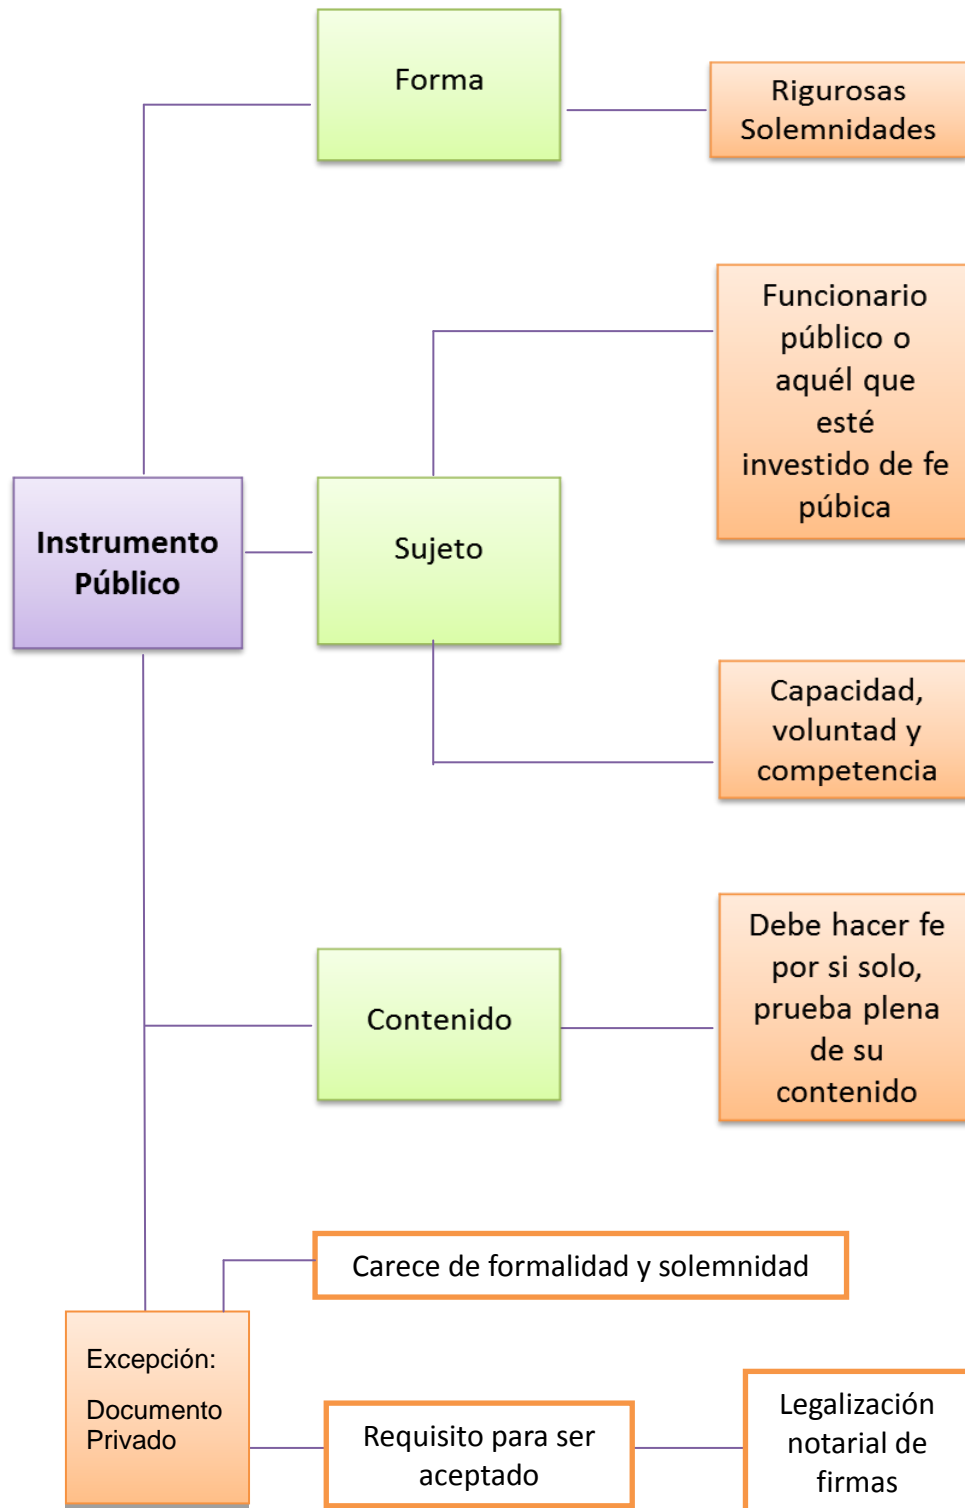 Forma
Rigurosas
Solemnidades
Funcionario
público o
aquél que
esté
investido de fe
púbica
Instrumento
Público
Sujeto
Capacidad,
voluntad y
competencia
Debe hacer fe
por si solo,
prueba plena
de su
contenido
Contenido
Carece de formalidad y solemnidad
Excepción:
Documento
Privado
Requisito para ser
aceptado
Legalización
notarial de
firmas